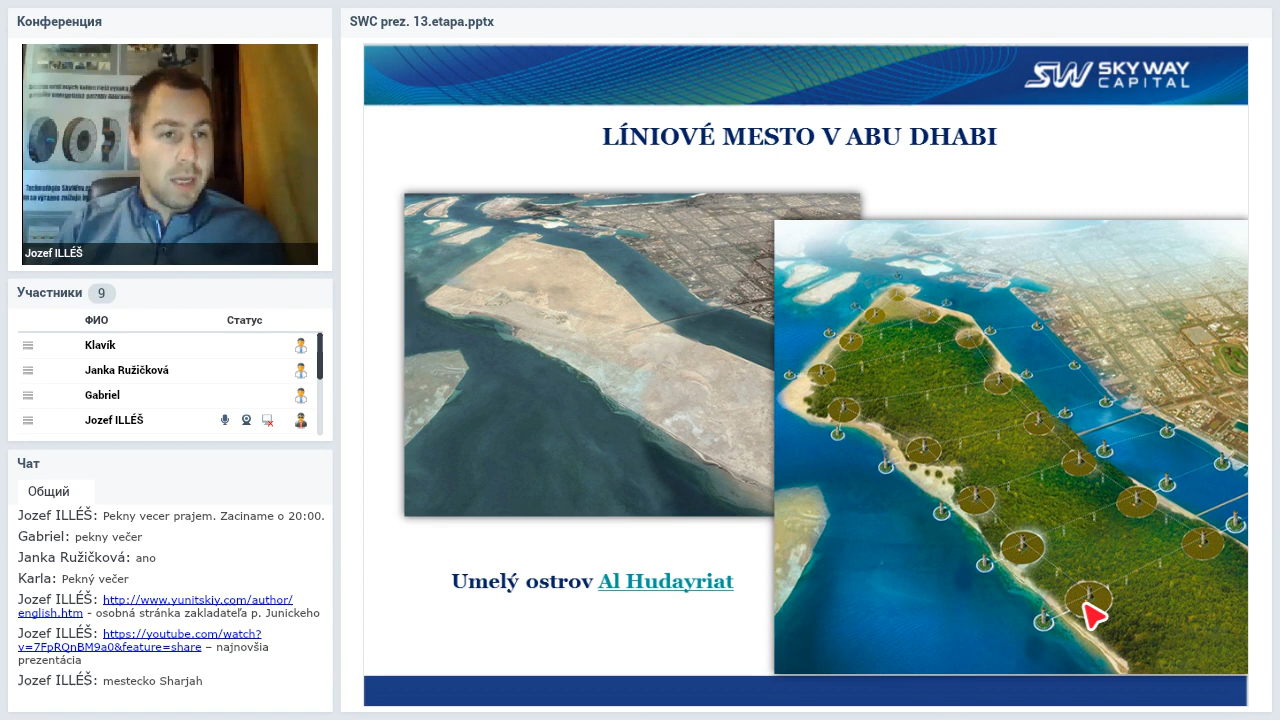 Конференция
Jozef ILLÉŠ
Участники 9
ФИО Статус
Klavík
Janka Ružičková
Gabriel
Jozef ILLÉŠ
Чат
Общий
Jozef ILLÉŠ: Pekny vecer prajem. Zaciname o 20:00.
Gabriel: pekny večer
Janka Ružičková: ano
Karla: Pekný večer
Jozef ILLÉŠ: http://www.yunitskiy.com/author/
english.htm - osobná stránka zakladateľa p. Junickeho
Jozef ILLÉŠ: https://youtube.com/watch?
v=7FpRQnBM9a0&feature=share – najnovšia
prezentácia
Jozef ILLÉŠ: mestecko Sharjah
SWC prez. 13.etapa.pptx
SW SKY WAY
CAPITAL
LÍNIOVÉ MESTO V ABU DHABI
Umelý ostrov Al Hudayriat